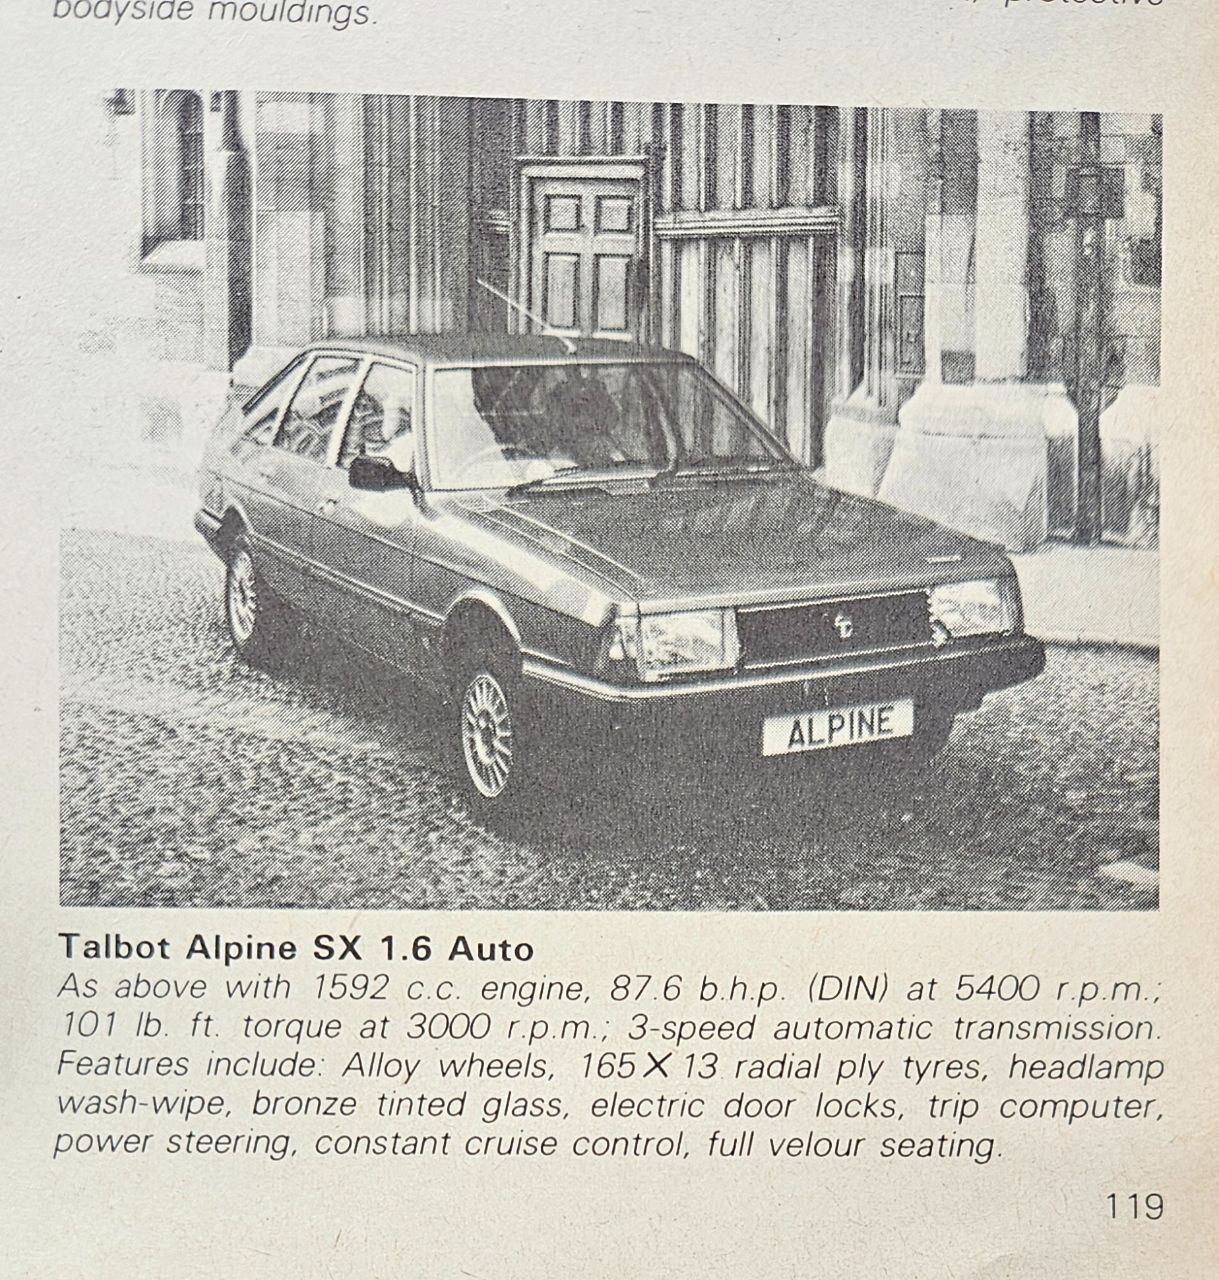 bodyside mouldings.
protective
ALPINE
Talbot Alpine SX 1.6 Auto
As above with 1592 c.c. engine, 87.6 b.h.p. (DIN) at 5400 r.p.m.;
101 lb. ft. torque at 3000 r.p.m.; 3-speed automatic transmission.
Features include: Alloy wheels, 165 X 13 radial ply tyres, headlamp
wash-wipe, bronze tinted glass, electric door locks, trip computer,
power steering, constant cruise control, full velour seating.
119